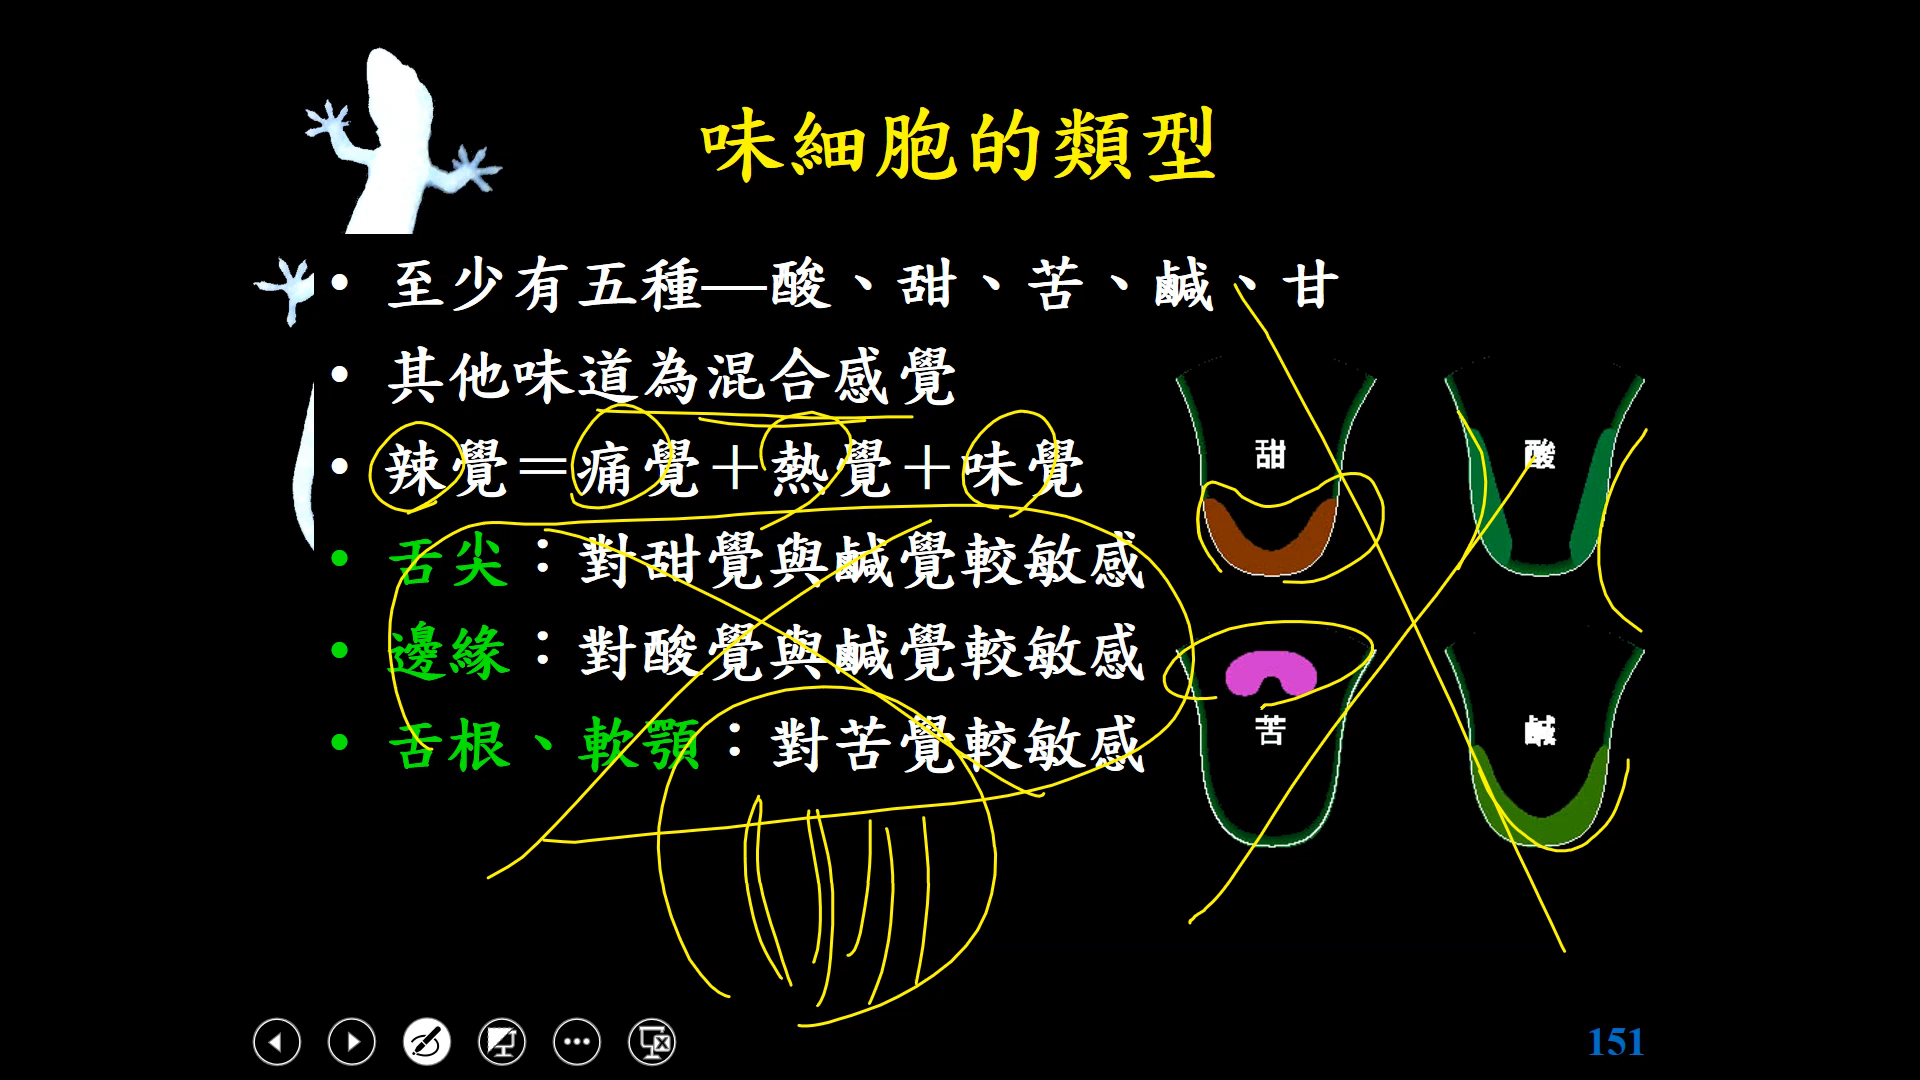 味細胞的類型
• 至少有五種—酸、甜、苦、鹹、甘
• 其他味道為混合感覺
• 辣覺＝痛覺＋熱覺＋味覺
• 舌尖：對甜覺與鹹覺較敏感
• 邊緣：對酸覺與鹹覺較敏感
• 舌根、軟顎：對苦覺較敏感
甜
酸
苦
鹹
151